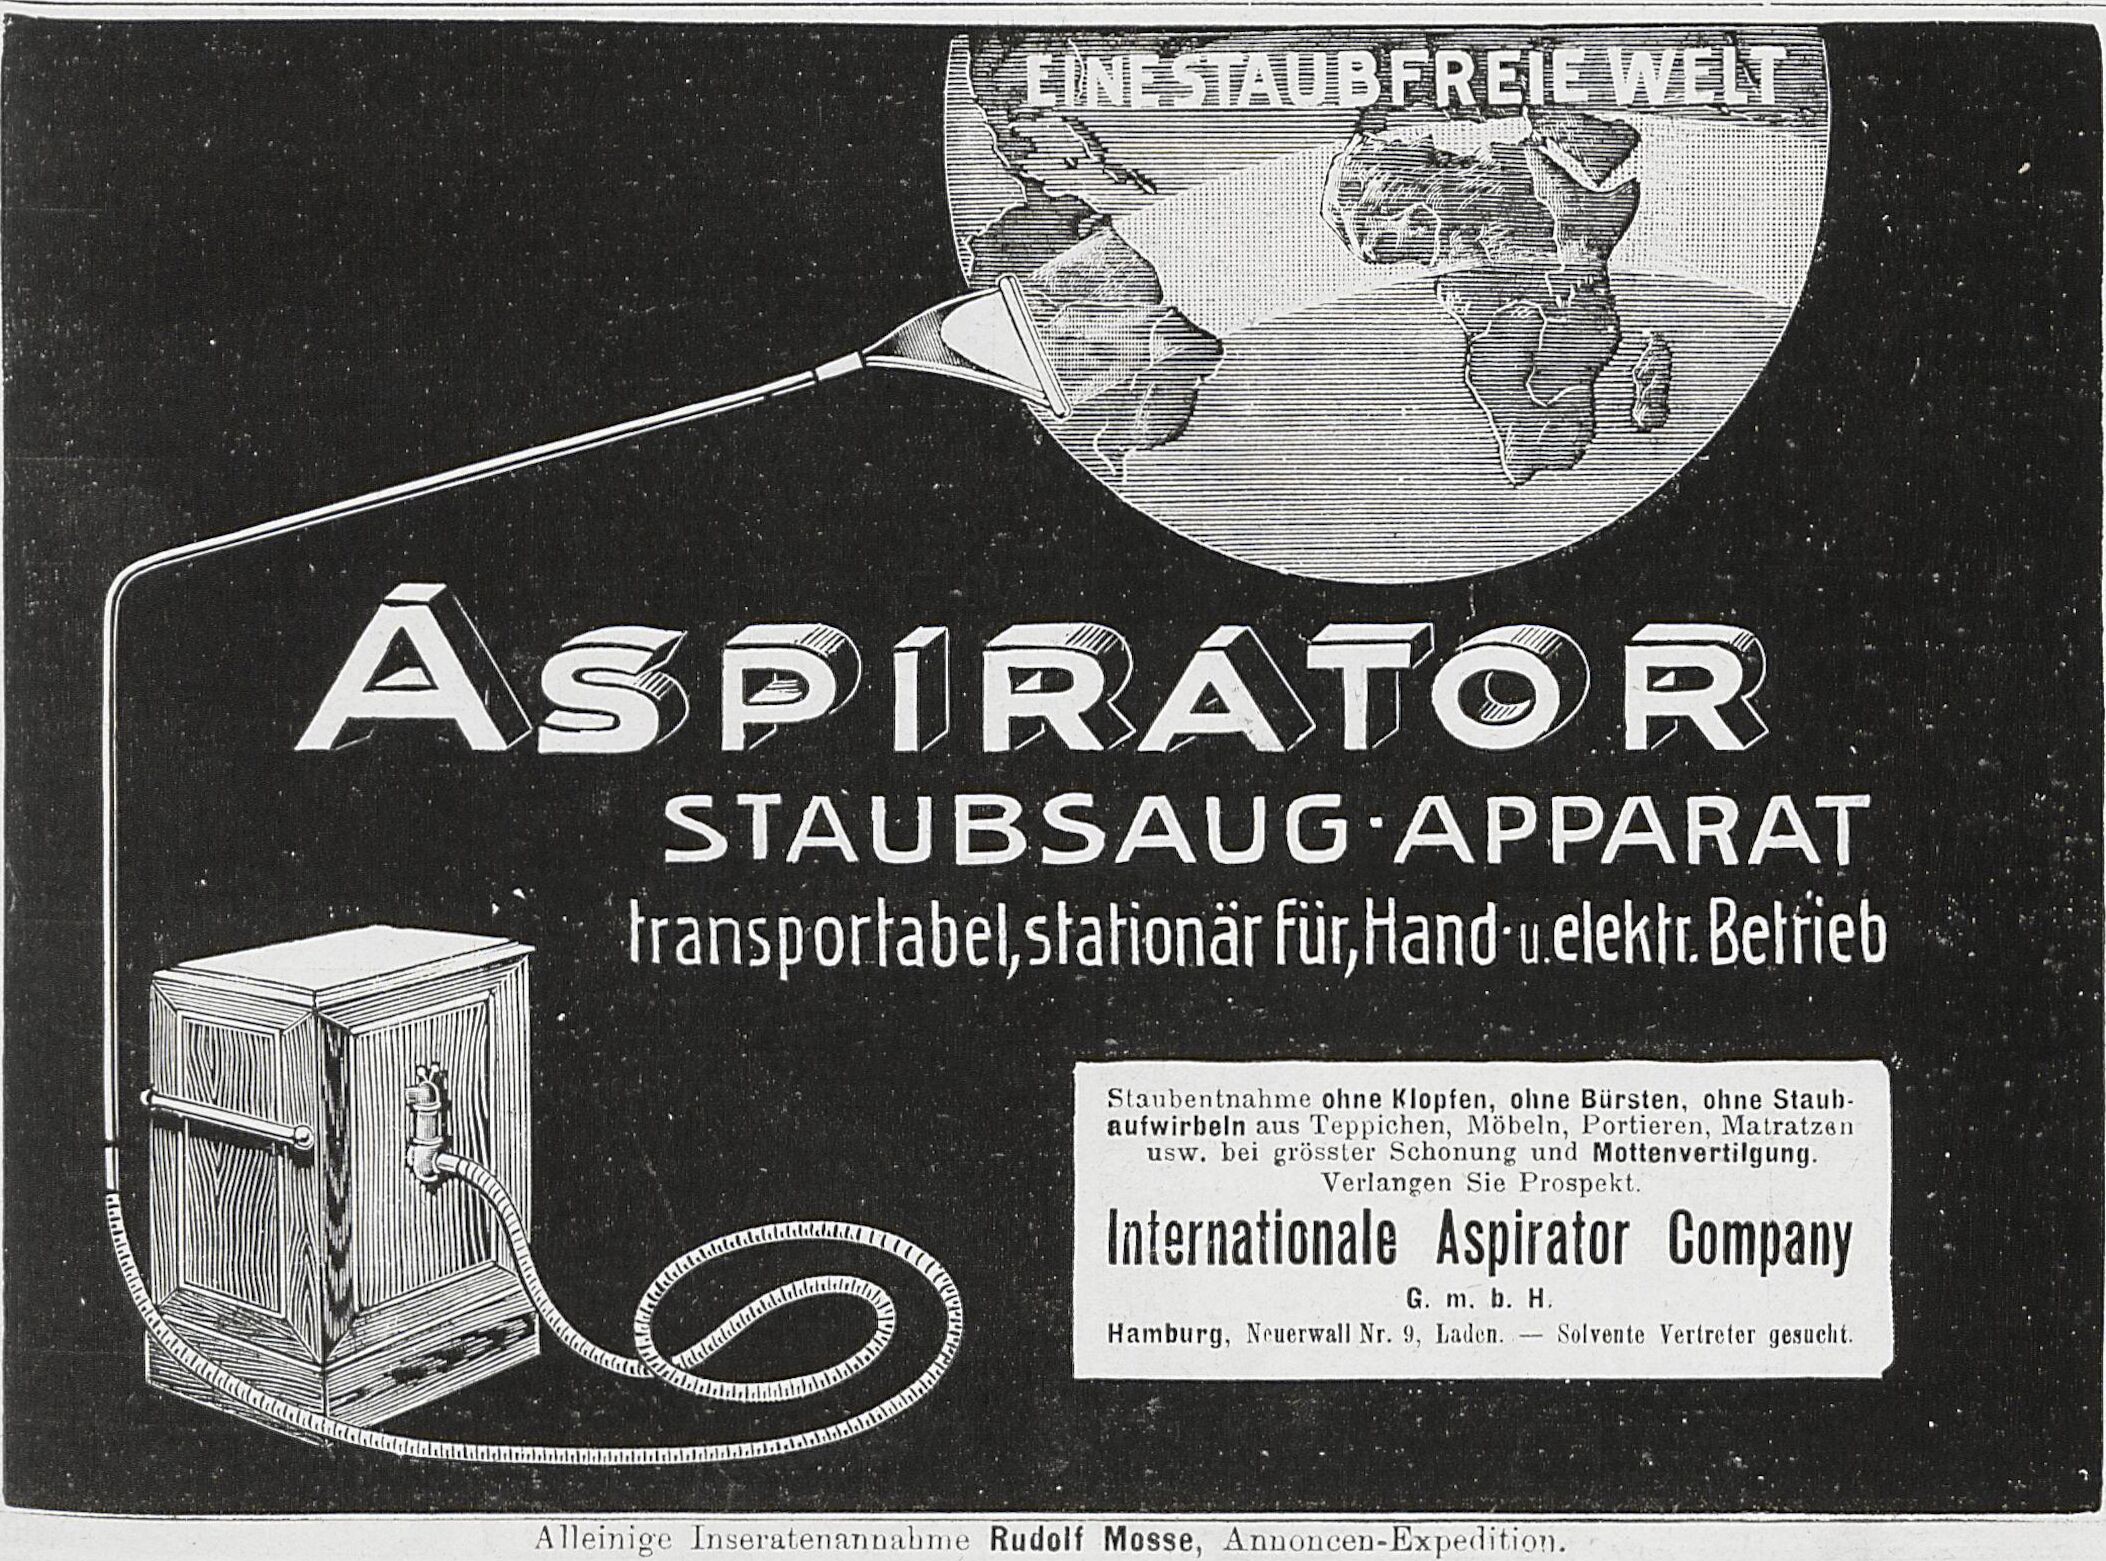 EINE STAUBFREIE WELT
ASPIRATOR
STAUBSAUG·APPARAT
transportabel, stationär für, Hand- u. elektr. Betrieb
Staubentnahme ohne Klopfen, ohne Bürsten, ohne Staub-
aufwirbeln aus Teppichen, Möbeln, Portieren, Matratzen
usw. bei grösster Schonung und Mottenvertilgung.
Verlangen Sie Prospekt.
Internationale Aspirator Company
G. m. b. H.
Hamburg, Neuerwall Nr. 9, Laden. — Solvente Vertreter gesucht.
Alleinige Inseratenannahme Rudolf Mosse, Annoncen-Expedition.